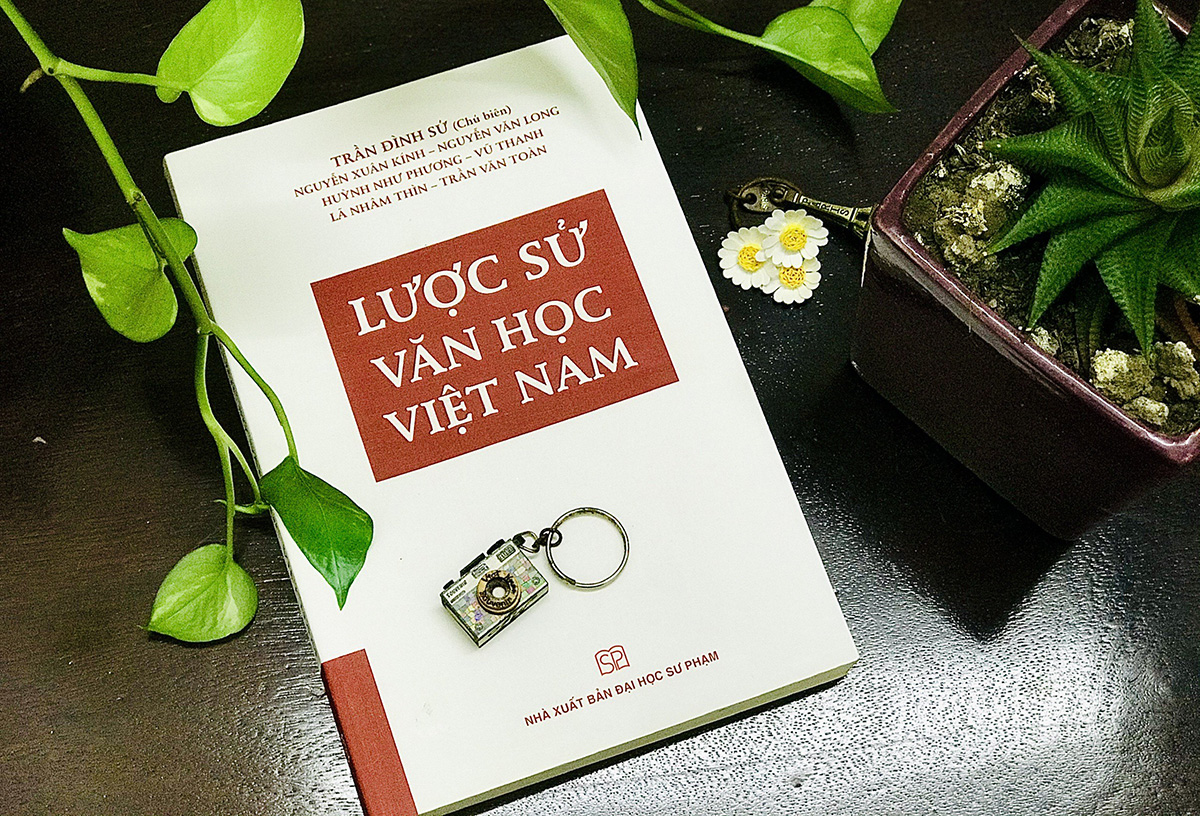 TRẦN ĐÌNH SỬ (Chủ biên)
NGUYỄN XUÂN KÍNH – NGUYỄN VĂN LONG
HUỲNH NHƯ PHƯƠNG – VŨ THANH
LÃ NHÂM THÌN – TRẦN VĂN TOÀN
LƯỢC SỬ
VĂN HỌC
VIỆT NAM
SP
NHÀ XUẤT BẢN ĐẠI HỌC SƯ PHẠM